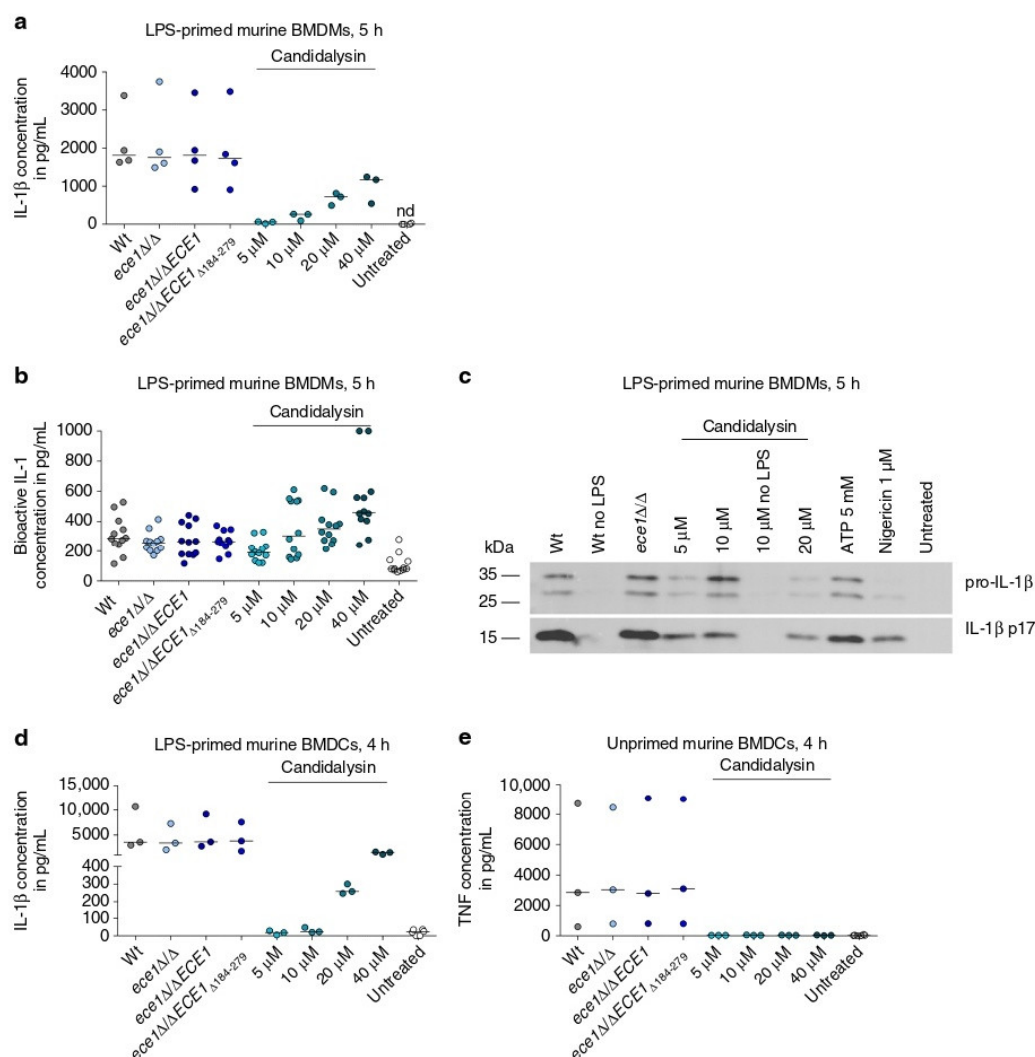 a
LPS-primed murine BMDMs, 5 h
Candidalysin
IL-1β concentration
in pg/mL
4000
3000
2000
1000
0
nd
Wt
ece1Δ/Δ
ece1Δ/ΔECE1
ece1Δ/ΔECE1Δ184-279
5 µM
10 µM
20 µM
40 µM
Untreated
b
LPS-primed murine BMDMs, 5 h
Candidalysin
Bioactive IL-1
concentration in pg/mL
1000
800
600
400
200
0
Wt
ece1Δ/Δ
ece1Δ/ΔECE1
ece1Δ/ΔECE1Δ184-279
5 µM
10 µM
20 µM
40 µM
Untreated
c
LPS-primed murine BMDMs, 5 h
Candidalysin
Wt
Wt no LPS
ece1Δ/Δ
5 µM
10 µM
10 µM no LPS
20 µM
ATP 5 mM
Nigericin 1 µM
Untreated
kDa
35
25
15
pro-IL-1β
IL-1β p17
d
LPS-primed murine BMDCs, 4 h
Candidalysin
IL-1β concentration
in pg/mL
15,000
10,000
5000
400
300
200
100
0
Wt
ece1Δ/Δ
ece1Δ/ΔECE1
ece1Δ/ΔECE1Δ184-279
5 µM
10 µM
20 µM
40 µM
Untreated
e
Unprimed murine BMDCs, 4 h
Candidalysin
TNF concentration
in pg/mL
10,000
8000
6000
4000
2000
0
Wt
ece1Δ/Δ
ece1Δ/ΔECE1
ece1Δ/ΔECE1Δ184-279
5 µM
10 µM
20 µM
40 µM
Untreated